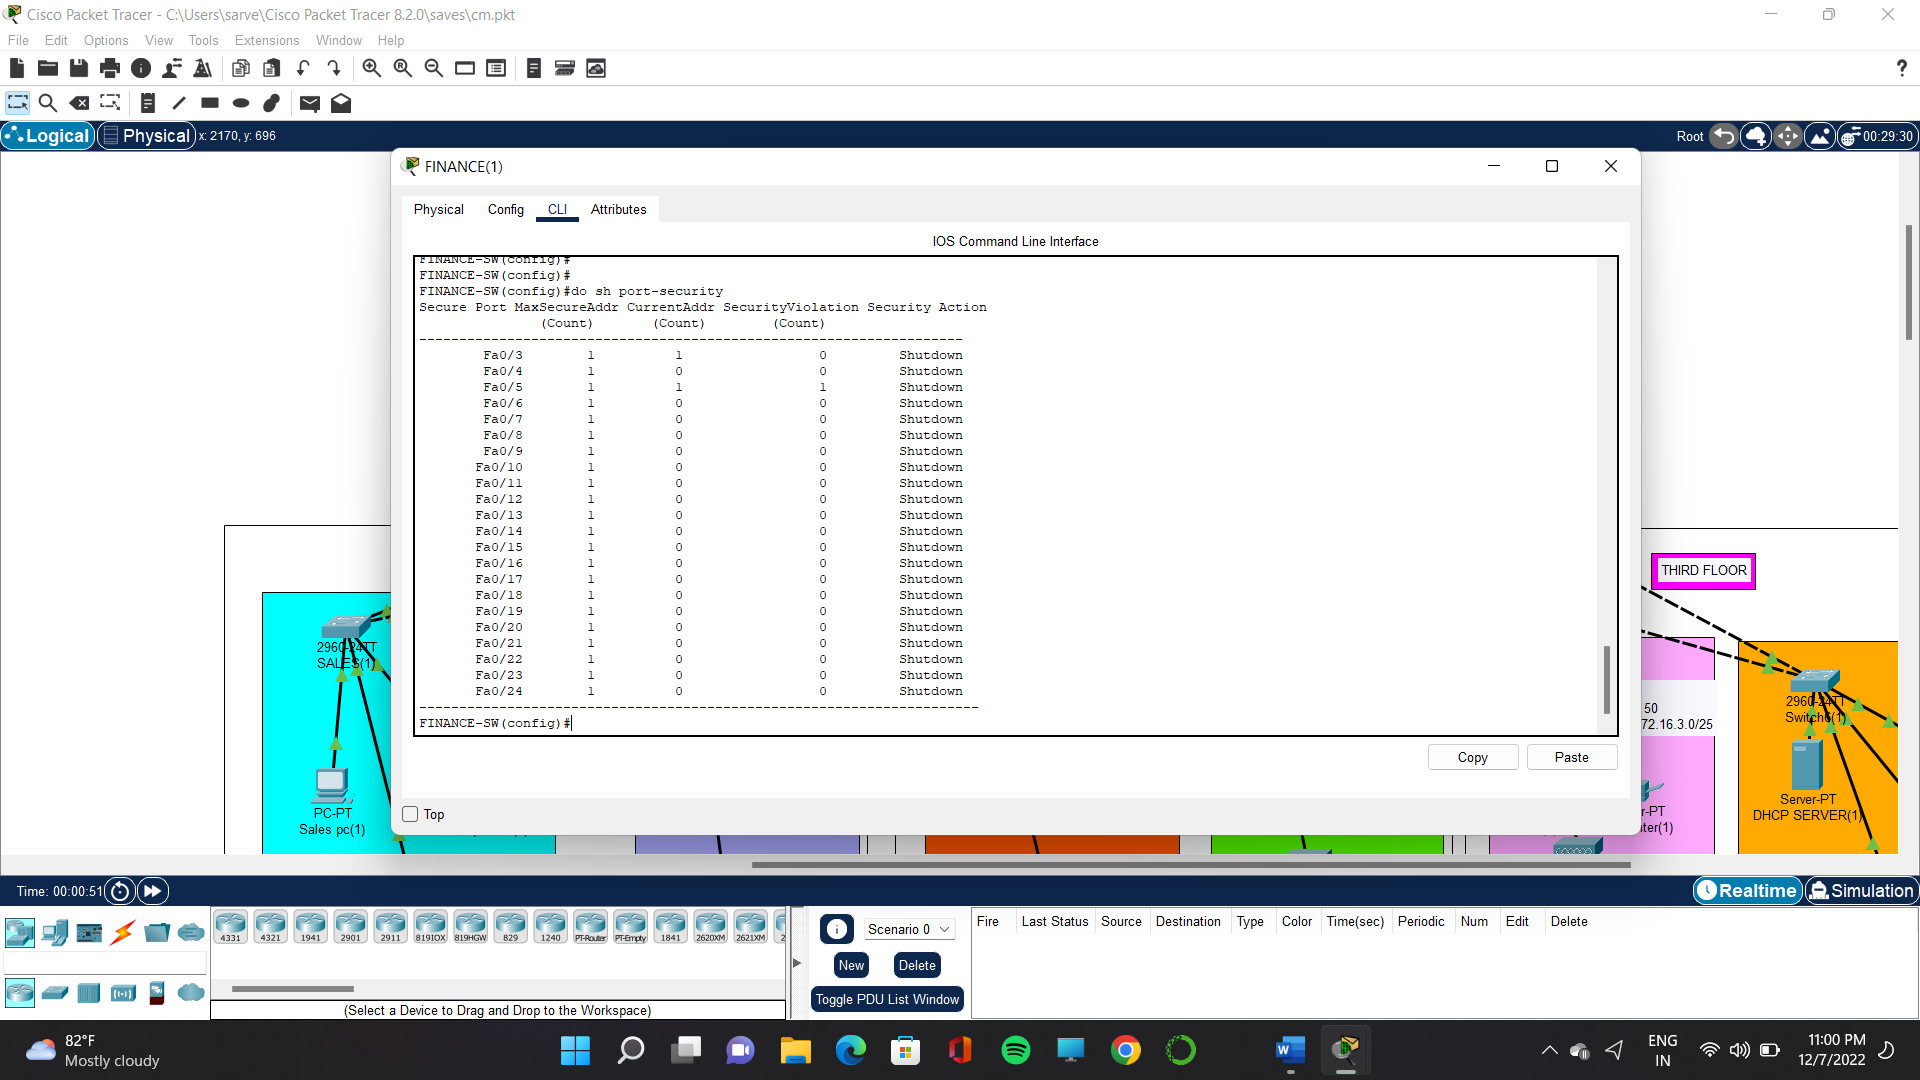 Cisco Packet Tracer - C:\Users\sarve\Cisco Packet Tracer 8.2.0\saves\cm.pkt
File Edit Options View Tools Extensions Window Help
Logical Physical x: 2170, y: 696 Root 00:29:30
FINANCE(1)
Physical Config CLI Attributes
IOS Command Line Interface
FINANCE-SW(config)#
FINANCE-SW(config)#
FINANCE-SW(config)#do sh port-security
Secure Port MaxSecureAddr CurrentAddr SecurityViolation Security Action
(Count) (Count) (Count)
--------------------------------------------------------------------
Fa0/3 1 1 0 Shutdown
Fa0/4 1 0 0 Shutdown
Fa0/5 1 1 1 Shutdown
Fa0/6 1 0 0 Shutdown
Fa0/7 1 0 0 Shutdown
Fa0/8 1 0 0 Shutdown
Fa0/9 1 0 0 Shutdown
Fa0/10 1 0 0 Shutdown
Fa0/11 1 0 0 Shutdown
Fa0/12 1 0 0 Shutdown
Fa0/13 1 0 0 Shutdown
Fa0/14 1 0 0 Shutdown
Fa0/15 1 0 0 Shutdown
Fa0/16 1 0 0 Shutdown
Fa0/17 1 0 0 Shutdown
Fa0/18 1 0 0 Shutdown
Fa0/19 1 0 0 Shutdown
Fa0/20 1 0 0 Shutdown
Fa0/21 1 0 0 Shutdown
Fa0/22 1 0 0 Shutdown
Fa0/23 1 0 0 Shutdown
Fa0/24 1 0 0 Shutdown
----------------------------------------------------------------------
FINANCE-SW(config)#
Copy Paste
Top
2960-24TT
SALES(1)
PC-PT
Sales pc(1)
THIRD FLOOR
50
72.16.3.0/25
2960-24TT
Switch6(1)
Server-PT
DHCP SERVER(1)
r-PT
ter(1)
Time: 00:00:51 Realtime Simulation
4331 4321 1941 2901 2911 819IOX 819HGW 829 1240 PT-Router PT-Empty 1841 2620XM 2621XM 2
(Select a Device to Drag and Drop to the Workspace)
Scenario 0
New Delete
Toggle PDU List Window
Fire Last Status Source Destination Type Color Time(sec) Periodic Num Edit Delete
82°F
Mostly cloudy
ENG
IN
11:00 PM
12/7/2022